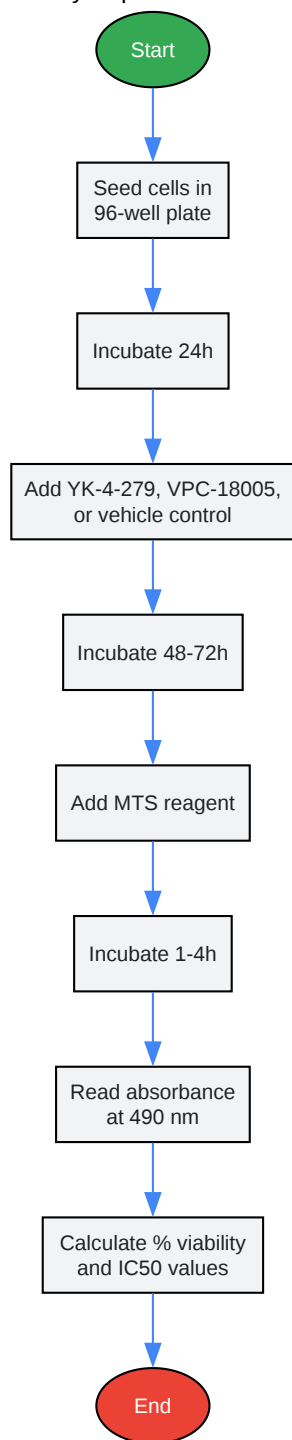 Start
Seed cells in
96-well plate
Incubate 24h
Add YK-4-279, VPC-18005,
or vehicle control
Incubate 48-72h
Add MTS reagent
Incubate 1-4h
Read absorbance
at 490 nm
Calculate % viability
and IC50 values
End